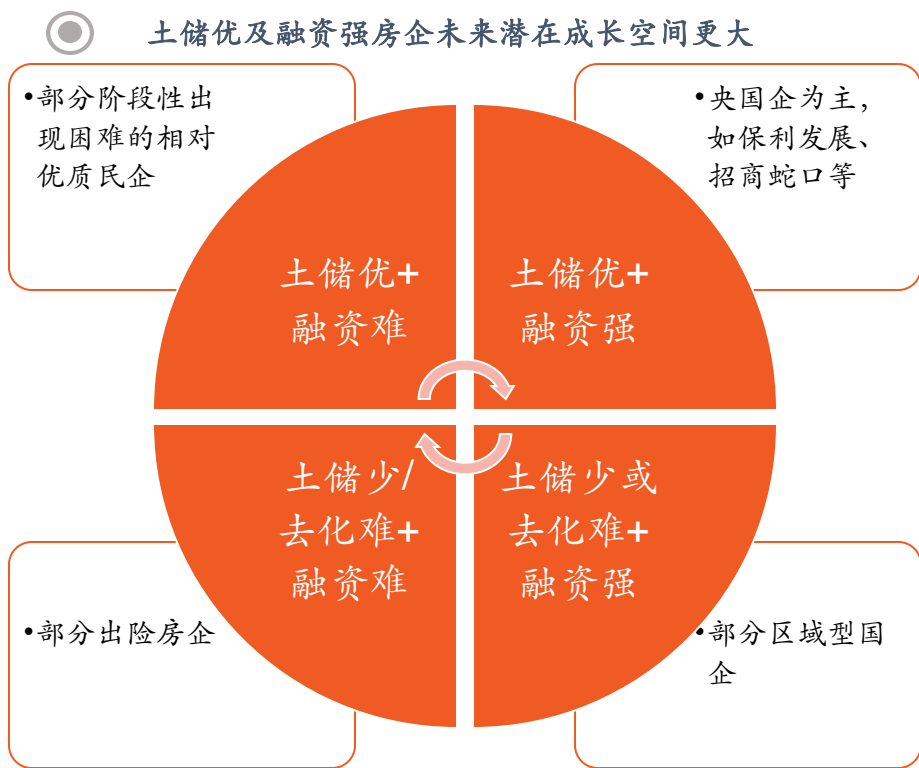 土储优及融资强房企未来潜在成长空间更大
•部分阶段性出
现困难的相对
优质民企
•央国企为主，
如保利发展、
招商蛇口等
土储优+
融资难
土储优+
融资强
土储少/
去化难+
融资难
土储少或
去化难+
融资强
•部分出险房企
•部分区域型国
企